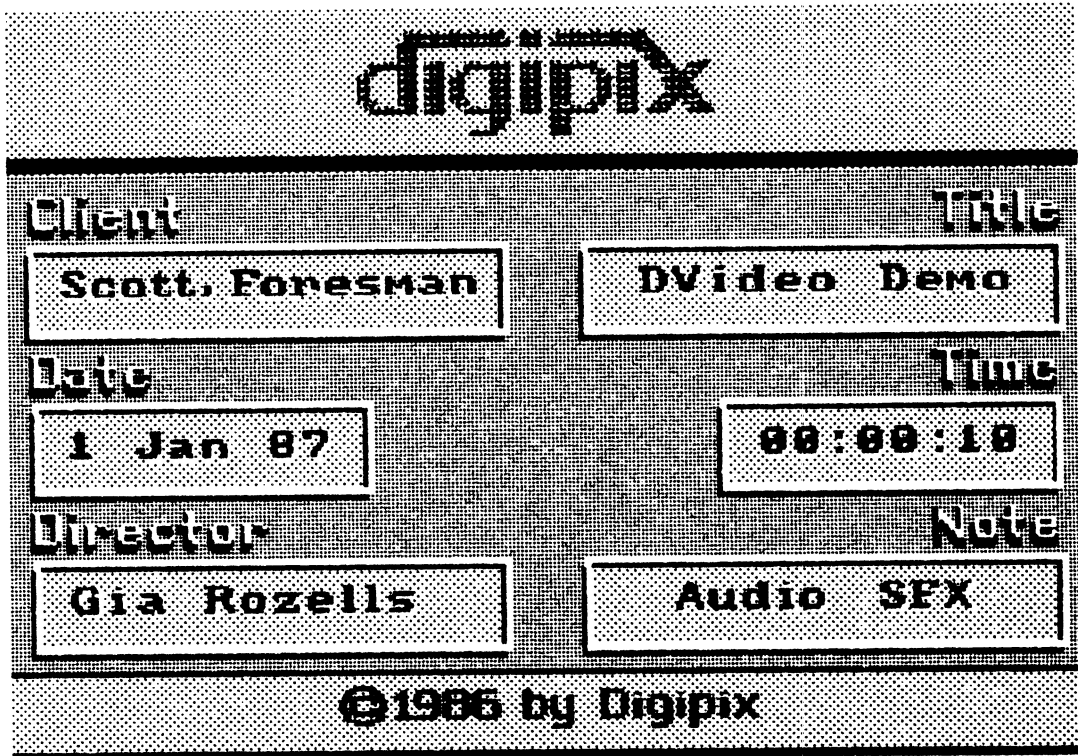 digipix
Client
Title
Scott, Foresman
DVideo Demo
Date
Time
1 Jan 87
00:00:10
Director
Note
Gia Rozells
Audio SFX
©1986 by Digipix